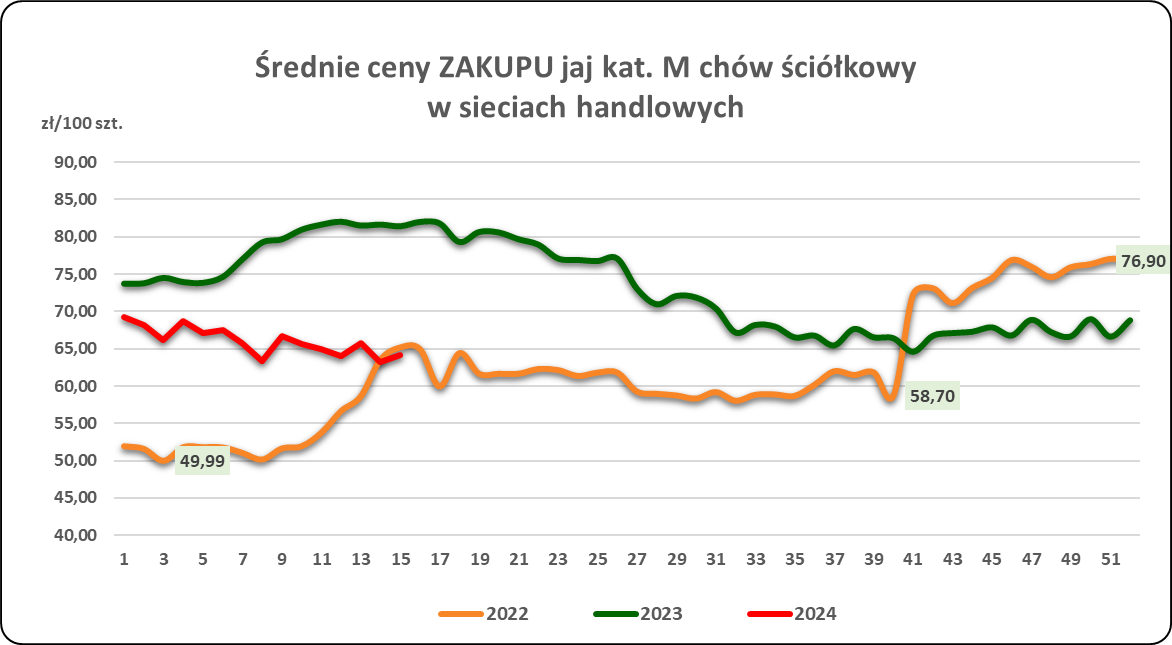 Średnie ceny ZAKUPU jaj kat. M chów ściółkowy
w sieciach handlowych
zł/100 szt.
90,00
85,00
80,00
75,00
70,00
65,00
60,00
55,00
50,00
45,00
40,00
76,90
58,70
49,99
1 3 5 7 9 11 13 15 17 19 21 23 25 27 29 31 33 35 37 39 41 43 45 47 49 51
2022 2023 2024